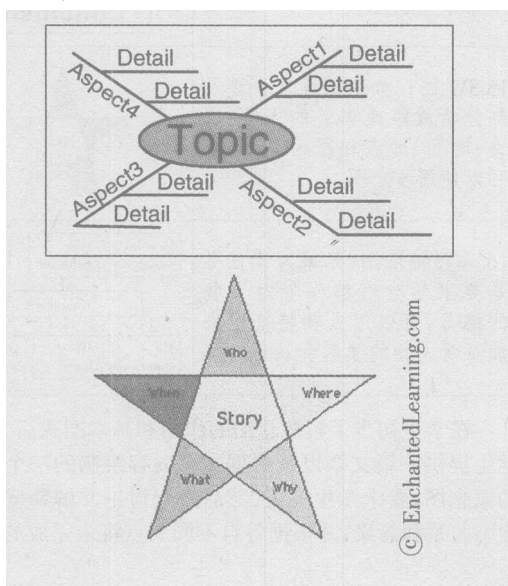 Detail
Detail
Aspect4
Aspect1
Detail
Detail
Topic
Aspect3
Detail
Detail
Aspect2
Detail
Detail
Who
When
Where
Story
What
Why
(c) EnchantedLearning.com